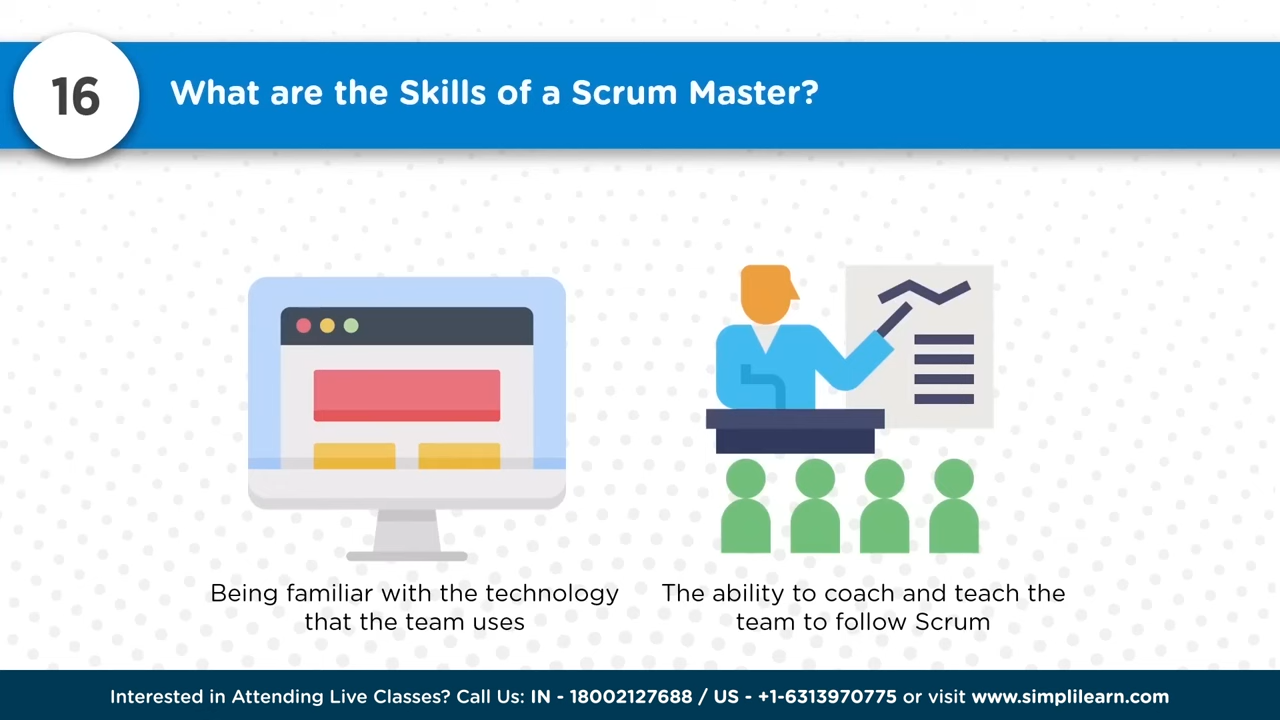 16
What are the Skills of a Scrum Master?
Being familiar with the technology
that the team uses
The ability to coach and teach the
team to follow Scrum
Interested in Attending Live Classes? Call Us: IN - 18002127688 / US - +1-6313970775 or visit www.simplilearn.com